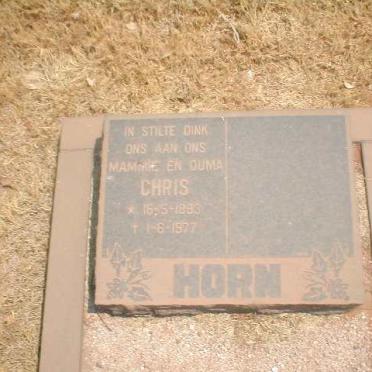 IN STILTE DINK
ONS AAN ONS
MAMMIE EN OUMA
CHRIS
* 16-5-1893
† 1-6-1977
HORN